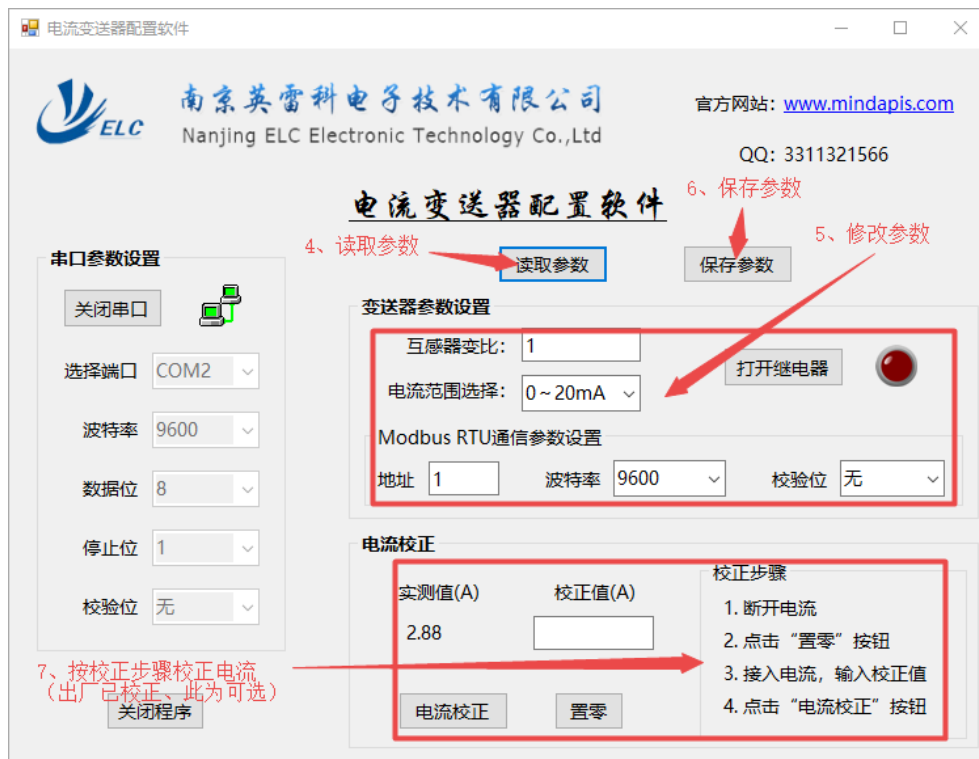 电流变送器配置软件
ELC
南京英雷科电子技术有限公司
Nanjing ELC Electronic Technology Co.,Ltd
官方网站：www.mindapis.com
QQ：3311321566
电流变送器配置软件
6、保存参数
4、读取参数
5、修改参数
读取参数
保存参数
串口参数设置
关闭串口
选择端口 COM2
波特率 9600
数据位 8
停止位 1
校验位 无
变送器参数设置
互感器变比： 1
电流范围选择： 0～20mA
打开继电器
Modbus RTU通信参数设置
地址 1 波特率 9600 校验位 无
电流校正
实测值(A) 校正值(A)
2.88
电流校正 置零
校正步骤
1. 断开电流
2. 点击“置零”按钮
3. 接入电流，输入校正值
4. 点击“电流校正”按钮
7、按校正步骤校正电流
（出厂已校正、此为可选）
关闭程序